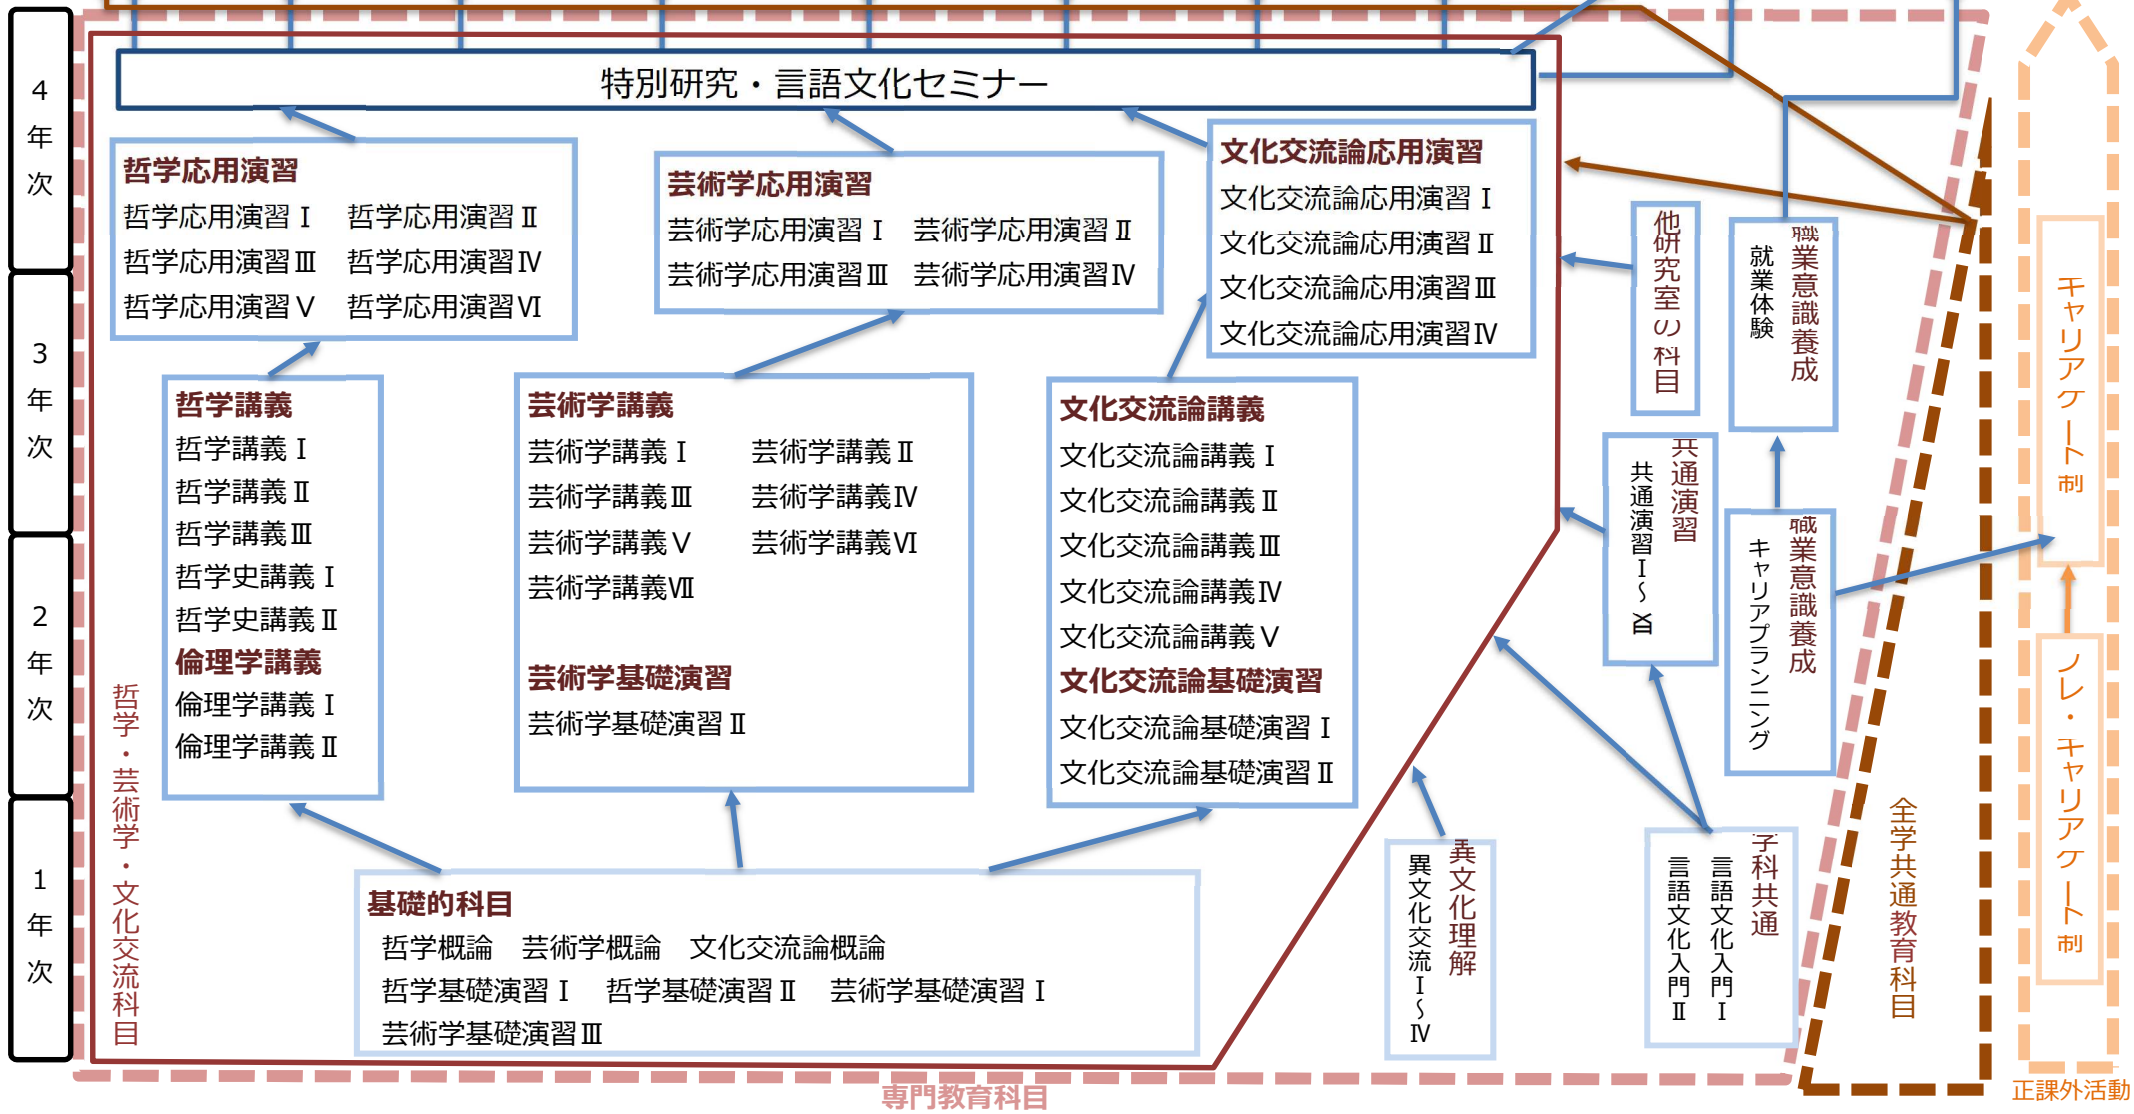 4年次
3年次
2年次
1年次
特別研究・言語文化セミナー
哲学応用演習
哲学応用演習Ⅰ 哲学応用演習Ⅱ
哲学応用演習Ⅲ 哲学応用演習Ⅳ
哲学応用演習Ⅴ 哲学応用演習Ⅵ
芸術学応用演習
芸術学応用演習Ⅰ 芸術学応用演習Ⅱ
芸術学応用演習Ⅲ 芸術学応用演習Ⅳ
文化交流論応用演習
文化交流論応用演習Ⅰ
文化交流論応用演習Ⅱ
文化交流論応用演習Ⅲ
文化交流論応用演習Ⅳ
哲学講義
哲学講義Ⅰ
哲学講義Ⅱ
哲学講義Ⅲ
哲学史講義Ⅰ
哲学史講義Ⅱ
倫理学講義
倫理学講義Ⅰ
倫理学講義Ⅱ
芸術学講義
芸術学講義Ⅰ 芸術学講義Ⅱ
芸術学講義Ⅲ 芸術学講義Ⅳ
芸術学講義Ⅴ 芸術学講義Ⅵ
芸術学講義Ⅶ
芸術学基礎演習
芸術学基礎演習Ⅱ
文化交流論講義
文化交流論講義Ⅰ
文化交流論講義Ⅱ
文化交流論講義Ⅲ
文化交流論講義Ⅳ
文化交流論講義Ⅴ
文化交流論基礎演習
文化交流論基礎演習Ⅰ
文化交流論基礎演習Ⅱ
基礎的科目
哲学概論 芸術学概論 文化交流論概論
哲学基礎演習Ⅰ 哲学基礎演習Ⅱ 芸術学基礎演習Ⅰ
芸術学基礎演習Ⅲ
哲学・芸術学・文化交流科目
他研究室の科目
職業意識養成
就業体験
共通演習
共通演習Ⅰ～Ⅸ
職業意識養成
キャリアプランニング
異文化理解
異文化交流Ⅰ～Ⅳ
学科共通
言語文化入門Ⅰ
言語文化入門Ⅱ
全学共通教育科目
キャリアゲート制
プレ・キャリアゲート制
専門教育科目
正課外活動